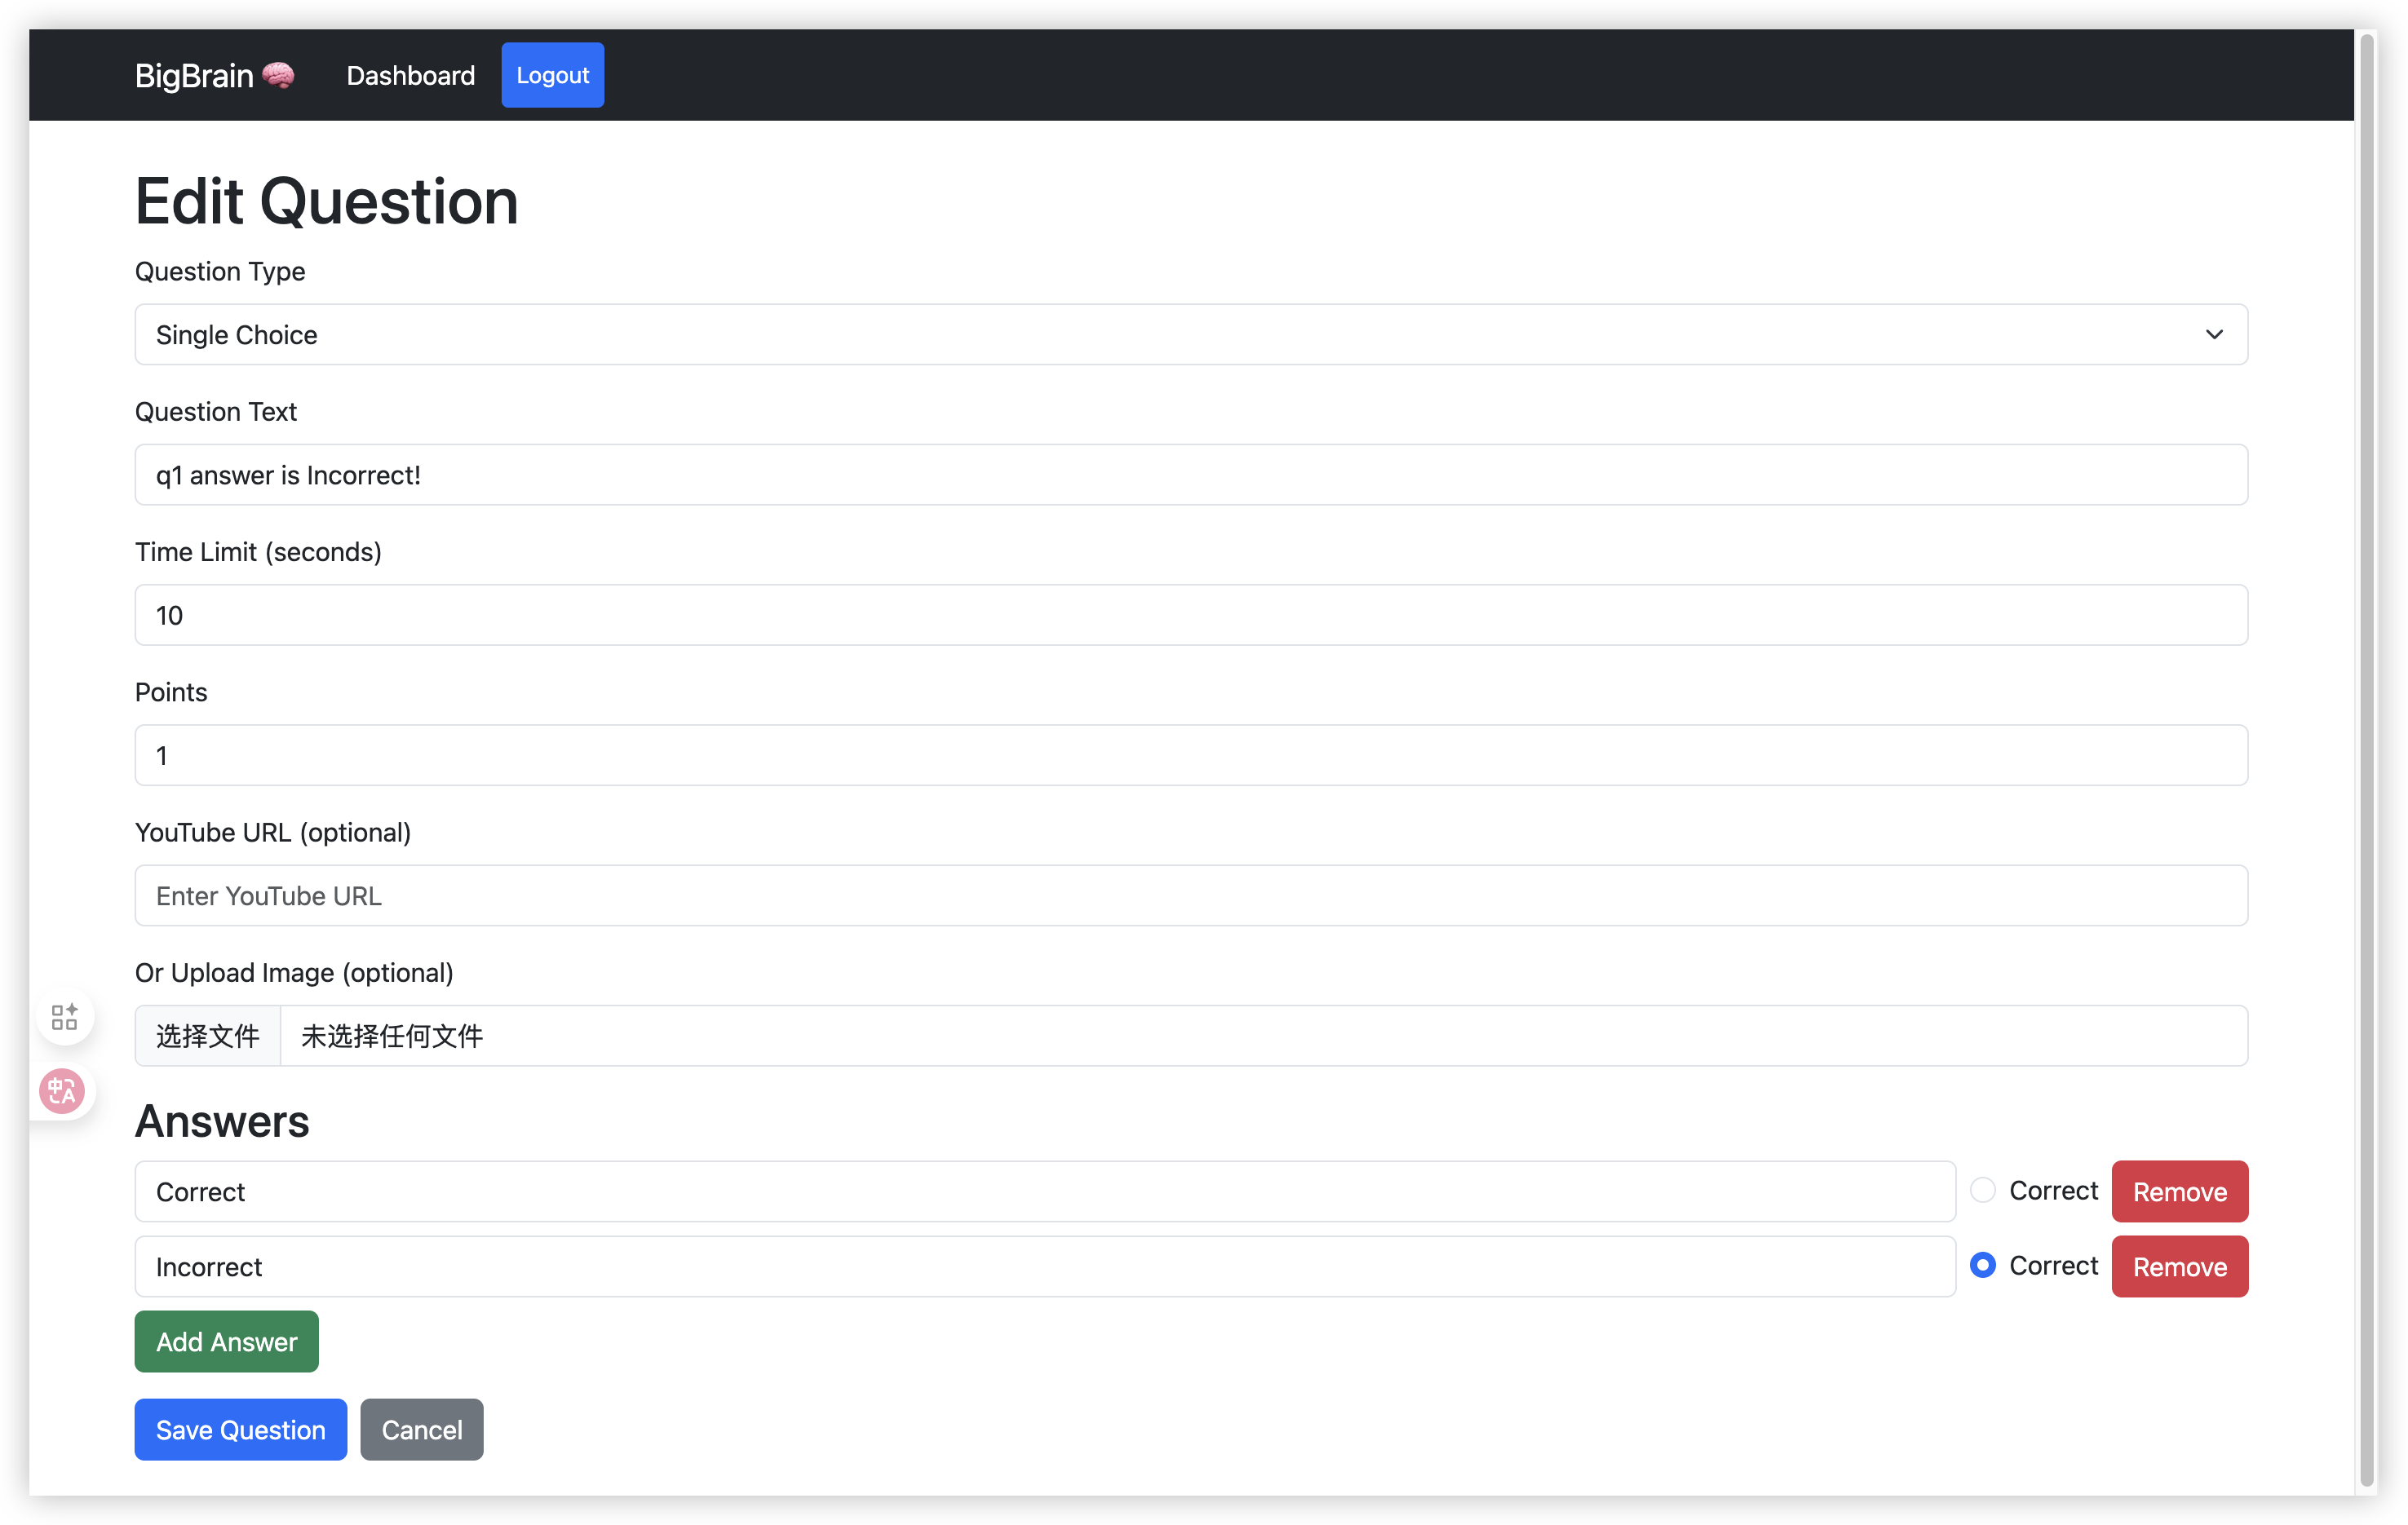 BigBrain 🧠 Dashboard Logout
Edit Question
Question Type
Single Choice
Question Text
q1 answer is Incorrect!
Time Limit (seconds)
10
Points
1
YouTube URL (optional)
Enter YouTube URL
Or Upload Image (optional)
选择文件 未选择任何文件
中A
Answers
Correct Correct Remove
Incorrect Correct Remove
Add Answer
Save Question Cancel